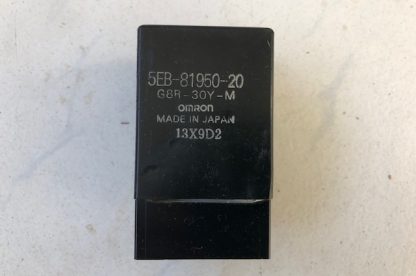 5EB-81950-20
G8R-30Y-M
OMRON
MADE IN JAPAN
13X9D2